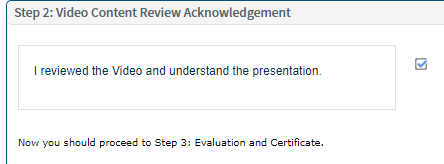 Step 2: Video Content Review Acknowledgement
I reviewed the Video and understand the presentation.
Now you should proceed to Step 3: Evaluation and Certificate.